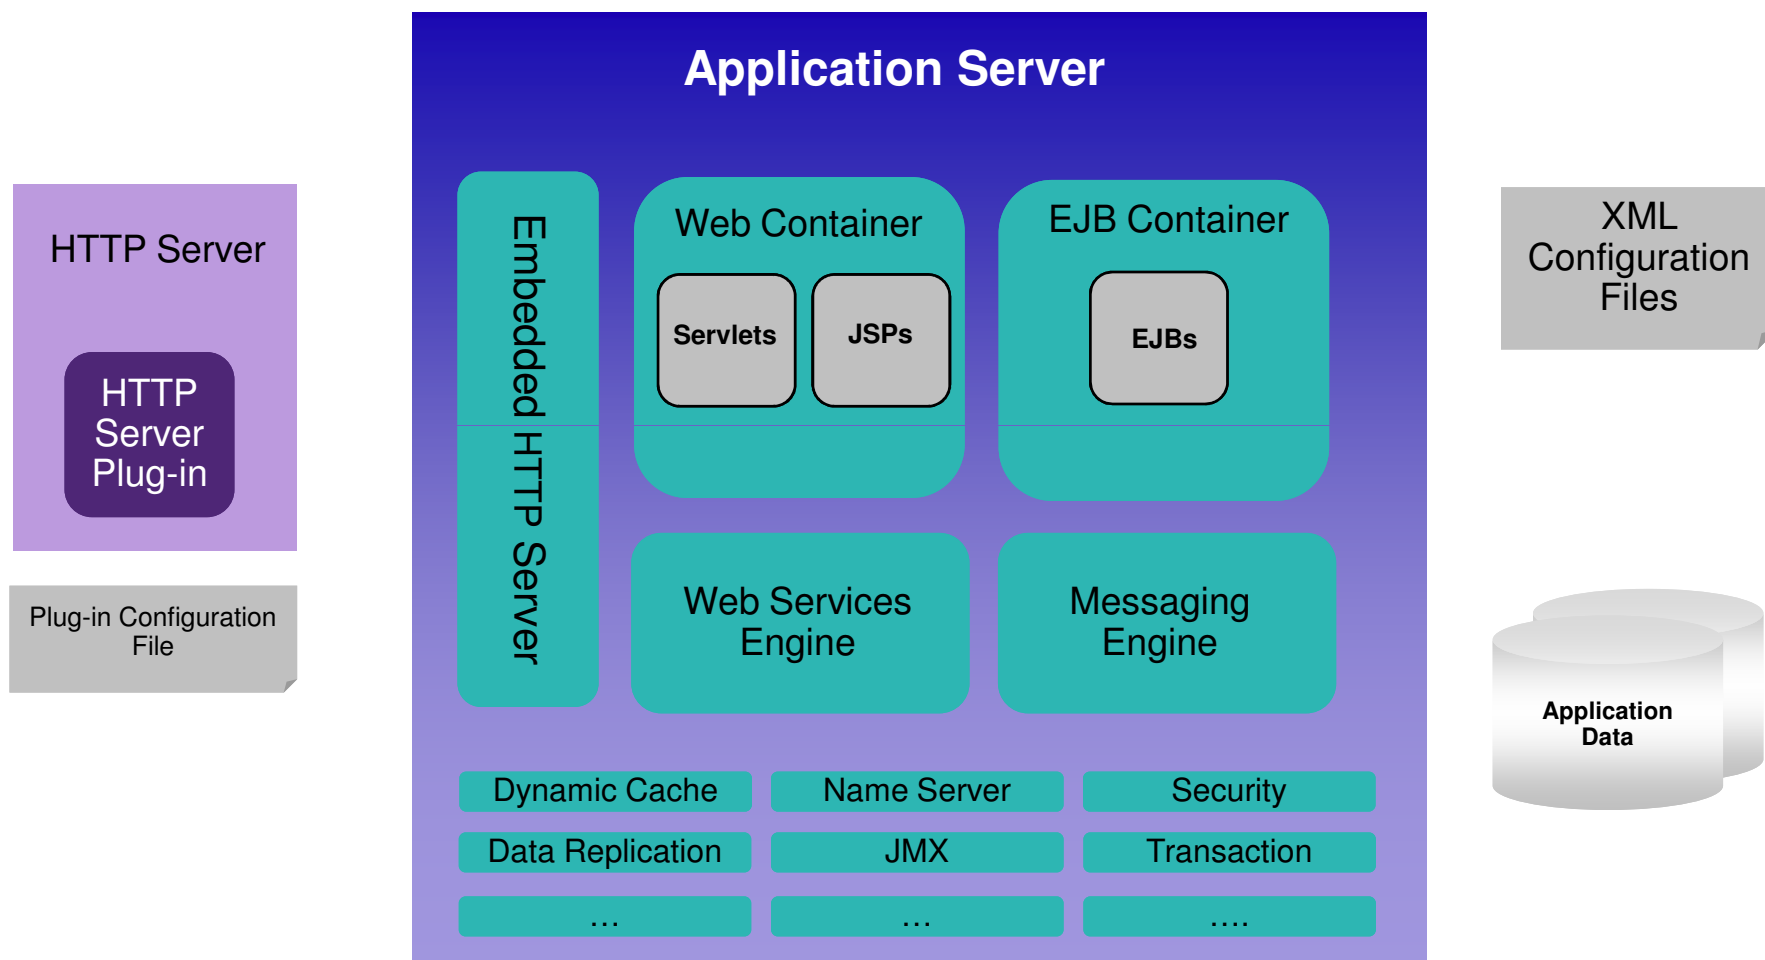 Application Server
HTTP Server
HTTP
Server
Plug-in
Plug-in Configuration
File
Embedded HTTP Server
Web Container
Servlets
JSPs
EJB Container
EJBs
Web Services
Engine
Messaging
Engine
Dynamic Cache
Name Server
Security
Data Replication
JMX
Transaction
…
…
….
XML
Configuration
Files
Application
Data